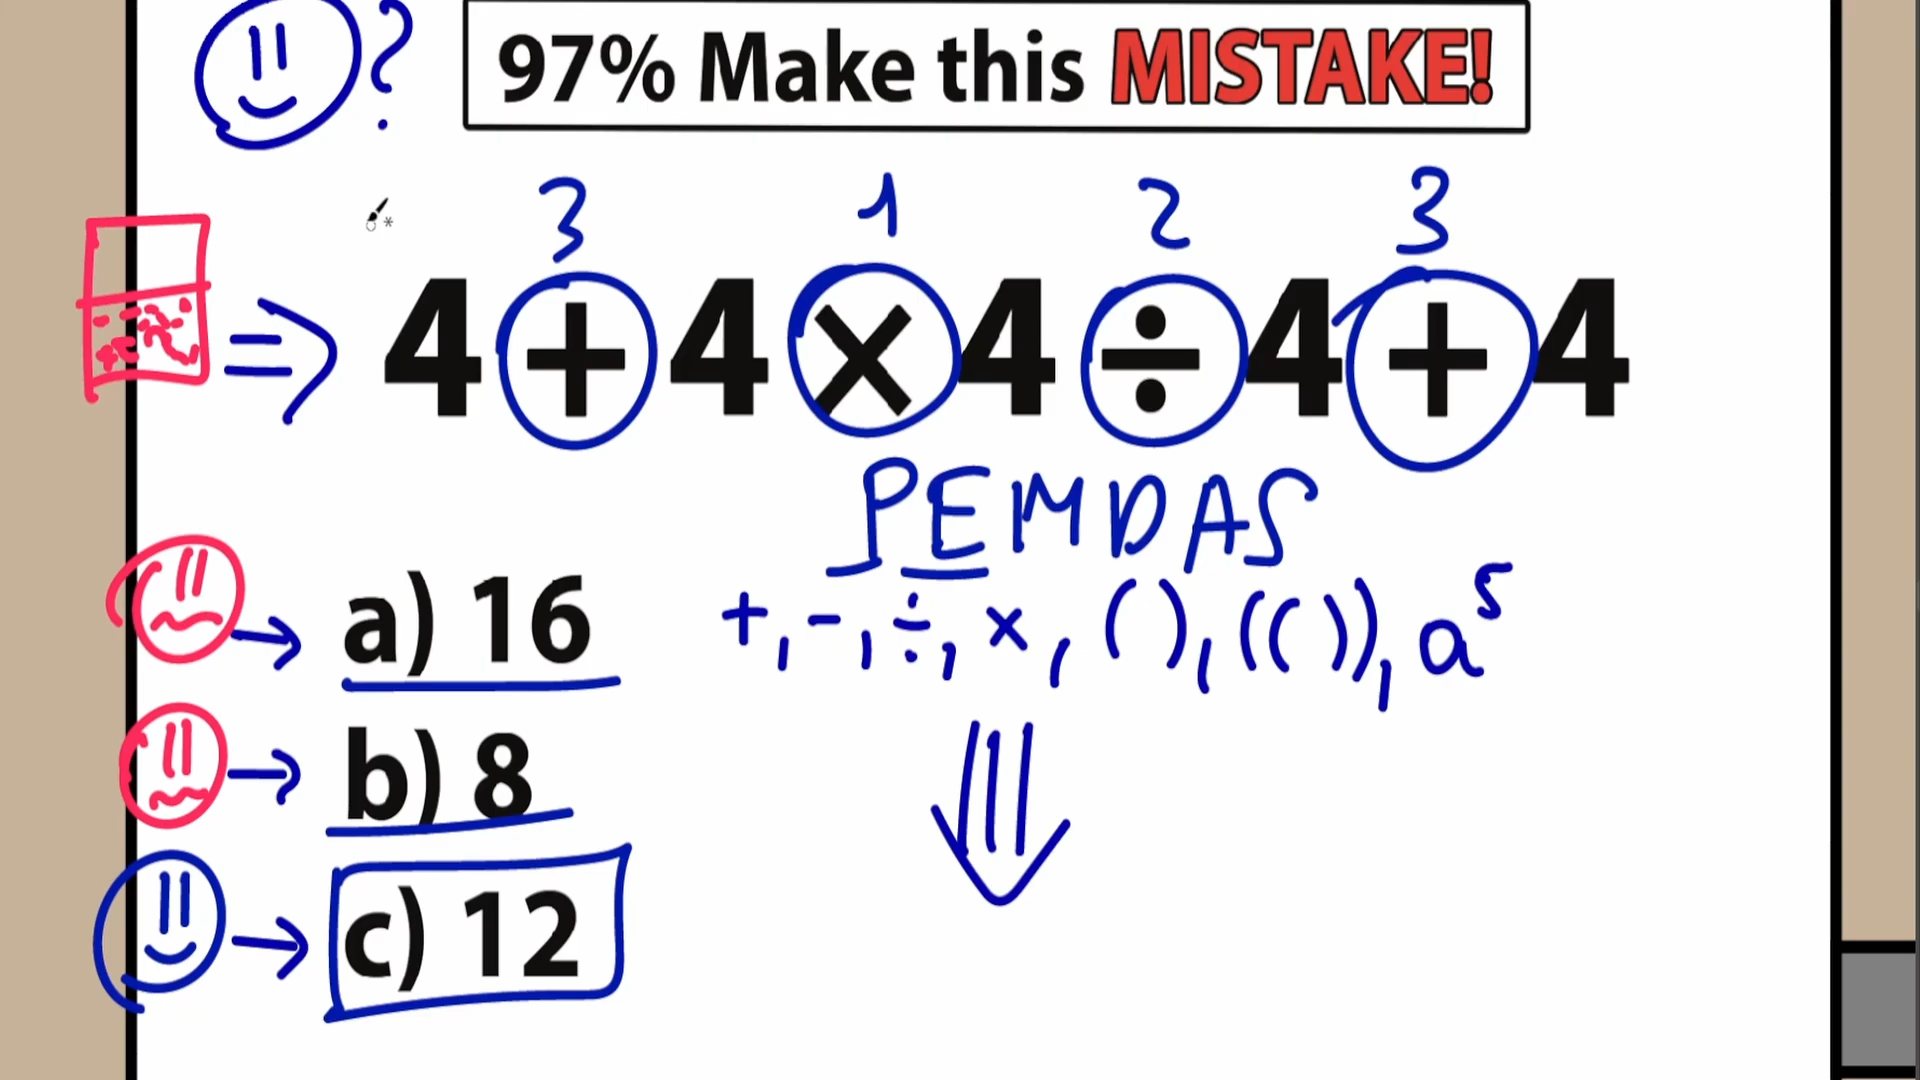 ?
97% Make this MISTAKE!
3 1 2 3
=> 4 + 4 × 4 ÷ 4 + 4
PEMDAS
a) 16
+, -, ÷, ×, ( ), (( )), a⁵
b) 8
c) 12